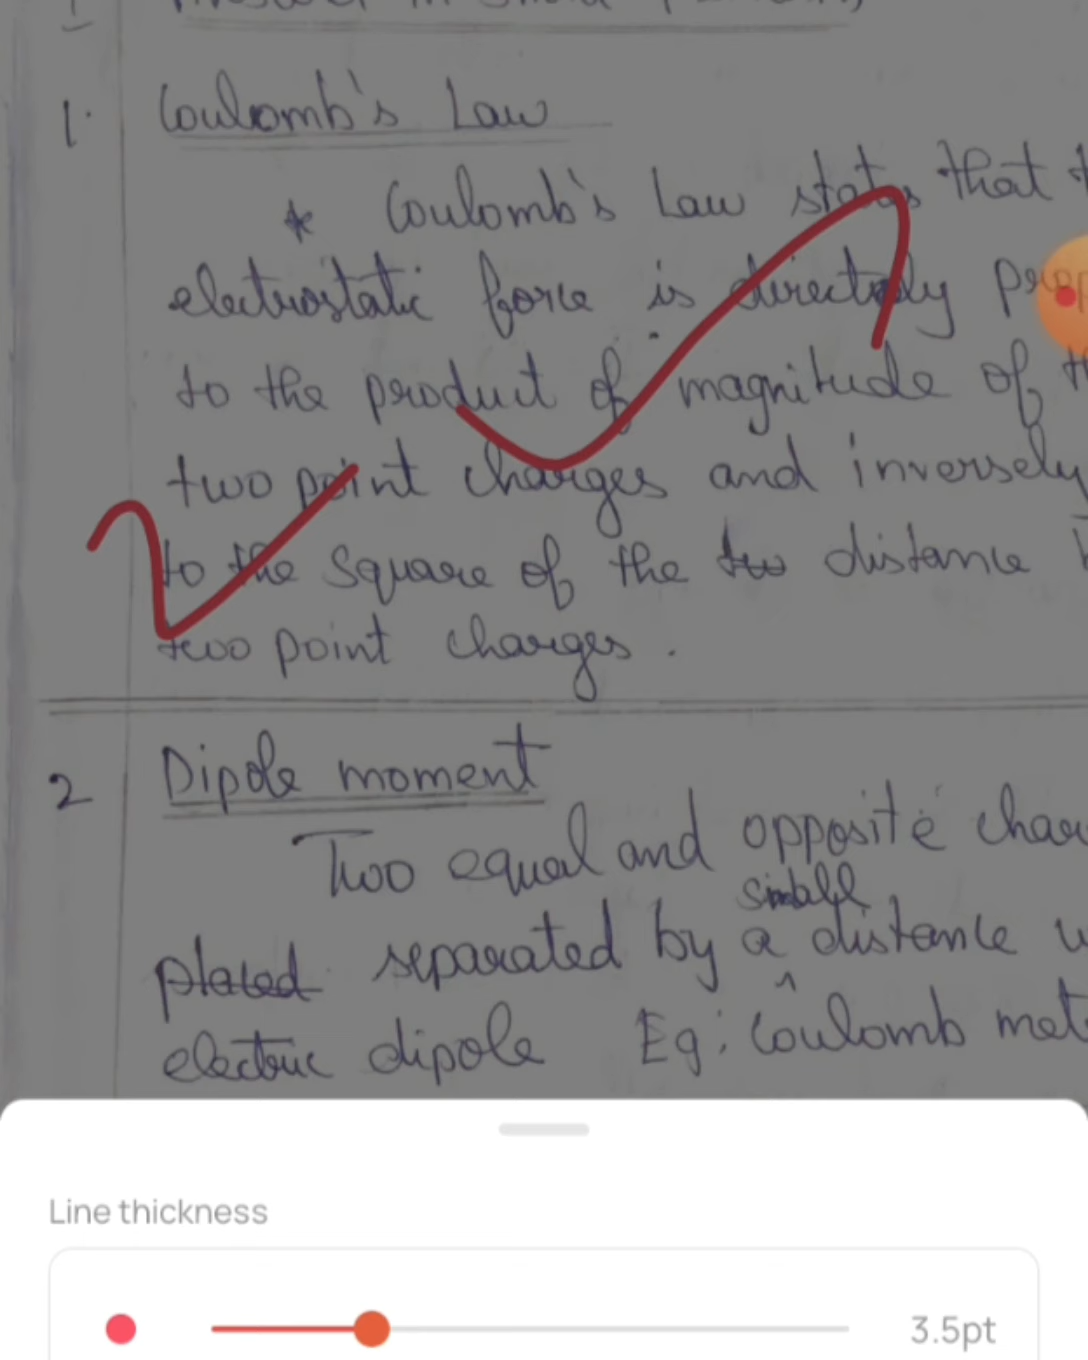 1. Coulomb's Law
* Coulomb's Law states that
electrostatic force is directly
to the product of magnitude of
two point charges and inversely
to the square of the two distance
two point charges.
2 Dipole moment
Two equal and opposite
small
placed separated by a distance
electric dipole Eg: Coulomb
Line thickness
3.5pt